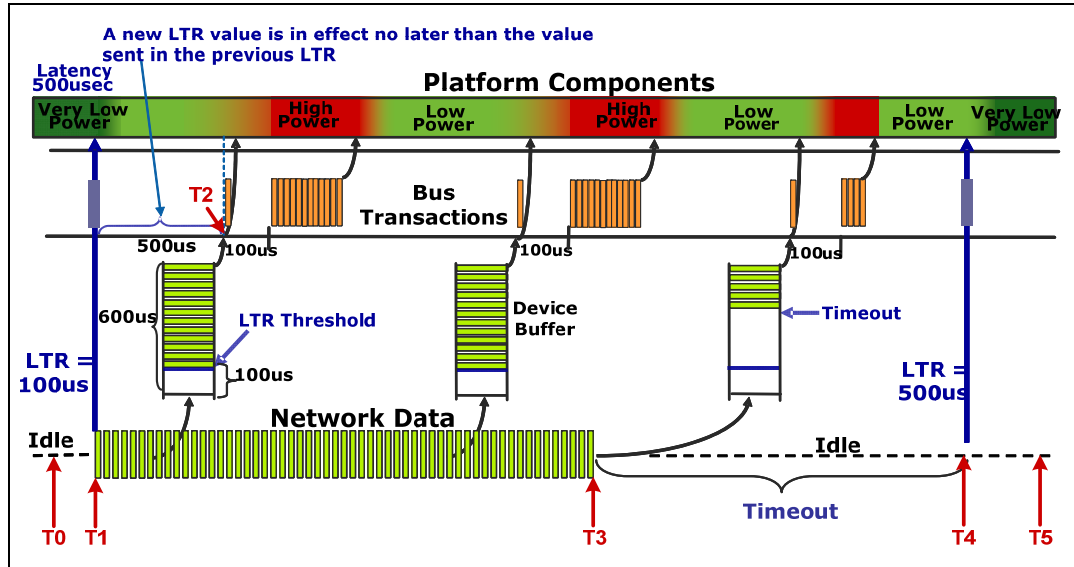 A new LTR value is in effect no later than the value
sent in the previous LTR
Latency
500usec
Platform Components
Very Low
Power
High
Power
Low
Power
High
Power
Low
Power
Low
Power
Very Low
Power
T2
Bus
Transactions
500us
100us
100us
100us
600us
LTR Threshold
Device
Buffer
Timeout
LTR =
100us
100us
LTR =
500us
Network Data
Idle
Idle
Timeout
T0
T1
T3
T4
T5